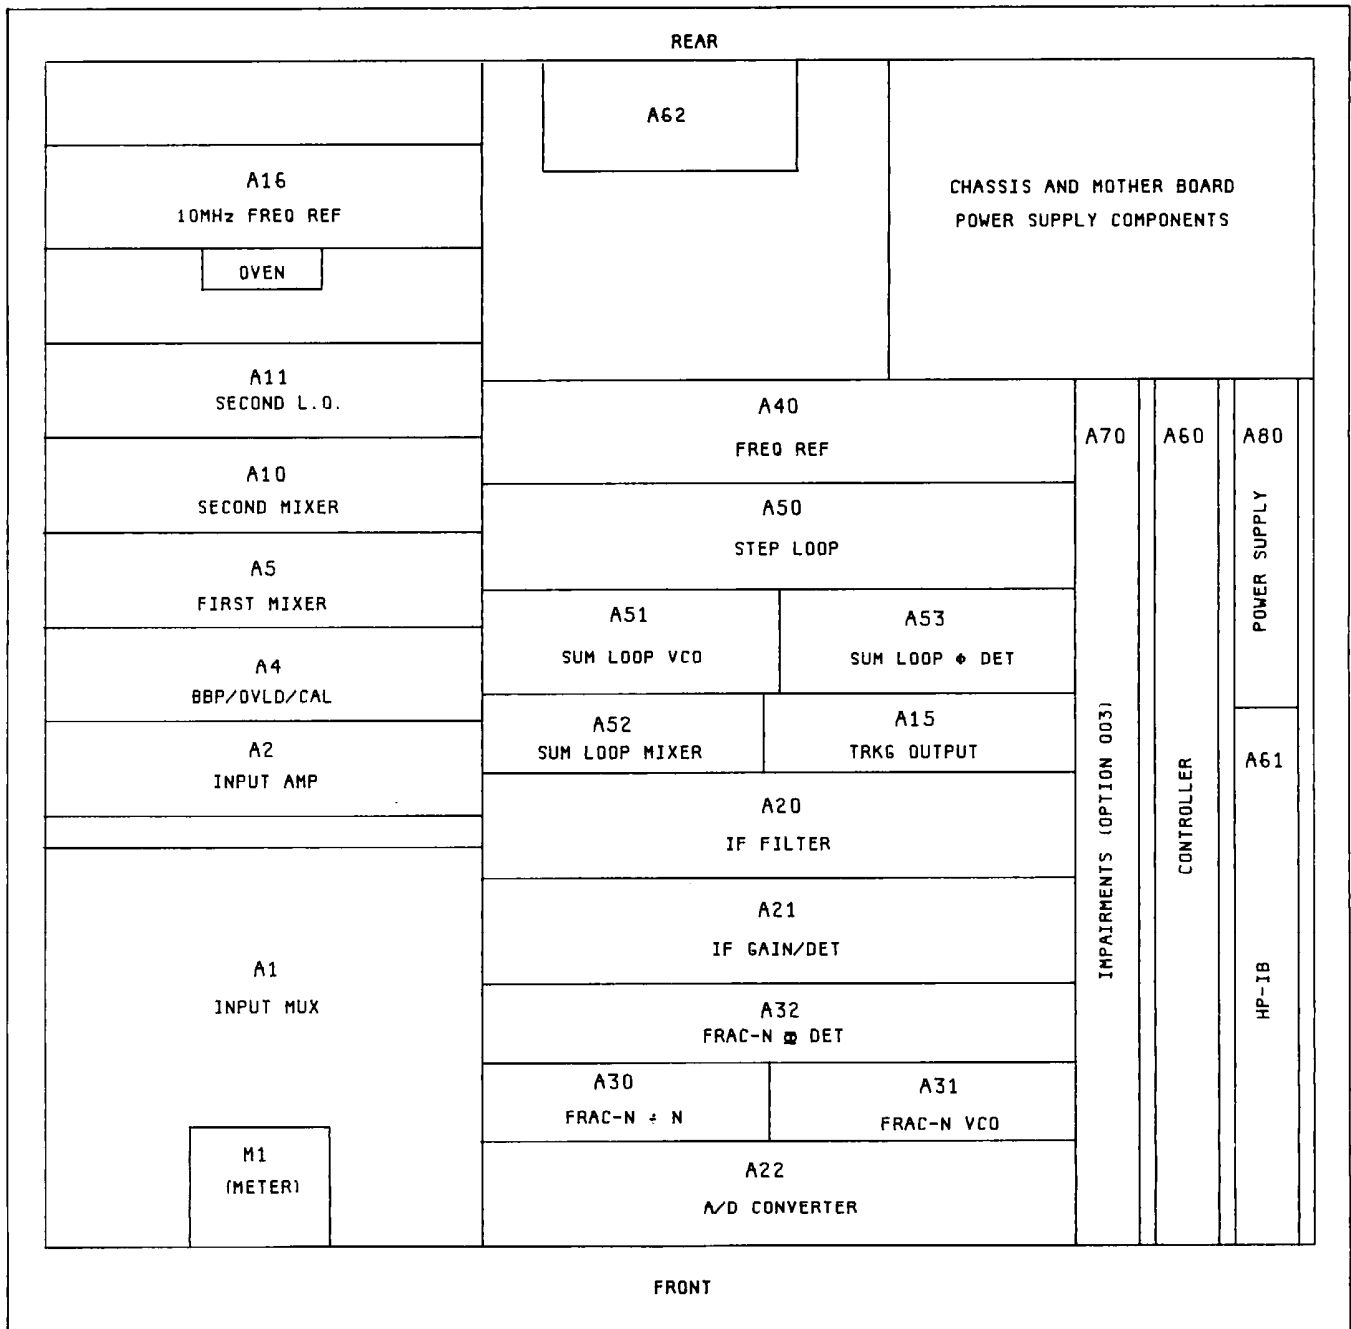 REAR
A62
A16
10MHz FREQ REF
OVEN
CHASSIS AND MOTHER BOARD
POWER SUPPLY COMPONENTS
A11
SECOND L.O.
A10
SECOND MIXER
A5
FIRST MIXER
A4
BBP/OVLD/CAL
A2
INPUT AMP
A1
INPUT MUX
M1
(METER)
A40
FREQ REF
A50
STEP LOOP
A51
SUM LOOP VCO
A53
SUM LOOP Φ DET
A52
SUM LOOP MIXER
A15
TRKG OUTPUT
A20
IF FILTER
A21
IF GAIN/DET
A32
FRAC-N Φ DET
A30
FRAC-N ÷ N
A31
FRAC-N VCO
A22
A/D CONVERTER
A70
IMPAIRMENTS (OPTION 003)
A60
CONTROLLER
A80
POWER SUPPLY
A61
HP-IB
FRONT